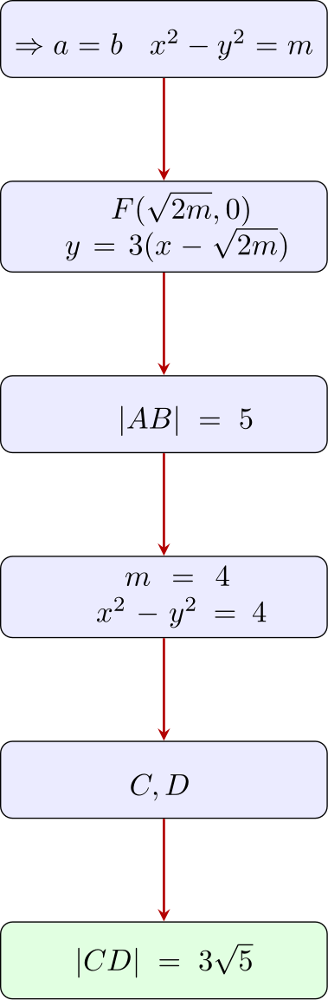 ⇒ a = b x² − y² = m
F(√2m, 0)
y = 3(x − √2m)
|AB| = 5
m = 4
x² − y² = 4
C, D
|CD| = 3√5